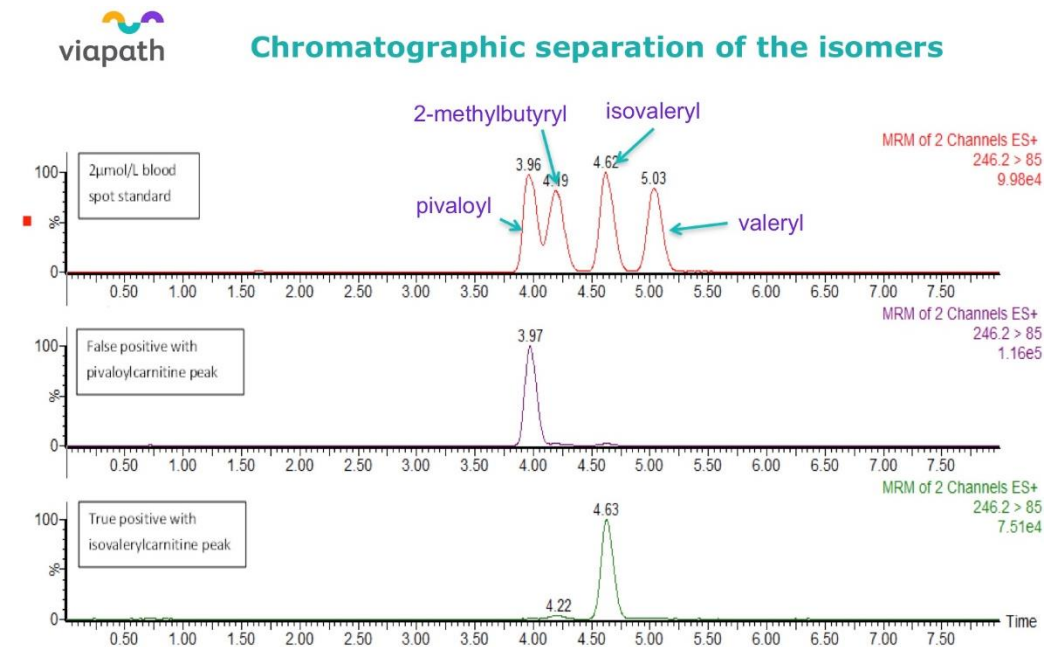 viapath
Chromatographic separation of the isomers
2-methylbutyryl
isovaleryl
pivaloyl
valeryl
MRM of 2 Channels ES+
246.2 > 85
9.98e4
2µmol/L blood
spot standard
100
%
0
3.96
4.62
5.03
0.50 1.00 1.50 2.00 2.50 3.00 3.50 4.00 4.50 5.00 5.50 6.00 6.50 7.00 7.50
MRM of 2 Channels ES+
246.2 > 85
1.16e5
False positive with
pivaloylcarnitine peak
100
%
0
3.97
0.50 1.00 1.50 2.00 2.50 3.00 3.50 4.00 4.50 5.00 5.50 6.00 6.50 7.00 7.50
MRM of 2 Channels ES+
246.2 > 85
7.51e4
True positive with
isovalerylcarnitine peak
100
%
0
4.22
4.63
Time
0.50 1.00 1.50 2.00 2.50 3.00 3.50 4.00 4.50 5.00 5.50 6.00 6.50 7.00 7.50